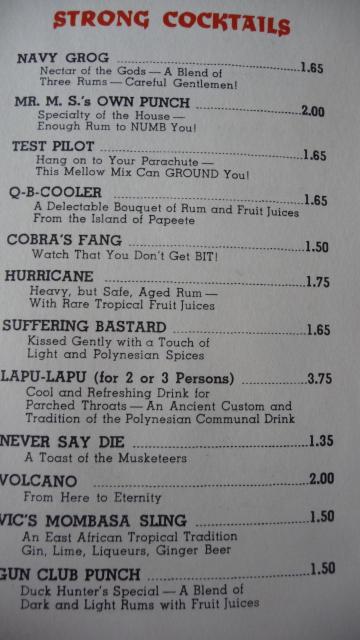 STRONG COCKTAILS
NAVY GROG 1.65
Nectar of the Gods — A Blend of
Three Rums — Careful Gentlemen!
MR. M. S.'s OWN PUNCH 2.00
Specialty of the House —
Enough Rum to NUMB You!
TEST PILOT 1.65
Hang on to Your Parachute —
This Mellow Mix Can GROUND You!
Q-B-COOLER 1.65
A Delectable Bouquet of Rum and Fruit Juices
From the Island of Papeete
COBRA'S FANG 1.50
Watch That You Don't Get BIT!
HURRICANE 1.75
Heavy, but Safe, Aged Rum —
With Rare Tropical Fruit Juices
SUFFERING BASTARD 1.65
Kissed Gently with a Touch of
Light and Polynesian Spices
LAPU-LAPU (for 2 or 3 Persons) 3.75
Cool and Refreshing Drink for
Parched Throats — An Ancient Custom and
Tradition of the Polynesian Communal Drink
NEVER SAY DIE 1.35
A Toast of the Musketeers
VOLCANO 2.00
From Here to Eternity
VIC'S MOMBASA SLING 1.50
An East African Tropical Tradition
Gin, Lime, Liqueurs, Ginger Beer
GUN CLUB PUNCH 1.50
Duck Hunter's Special — A Blend of
Dark and Light Rums with Fruit Juices